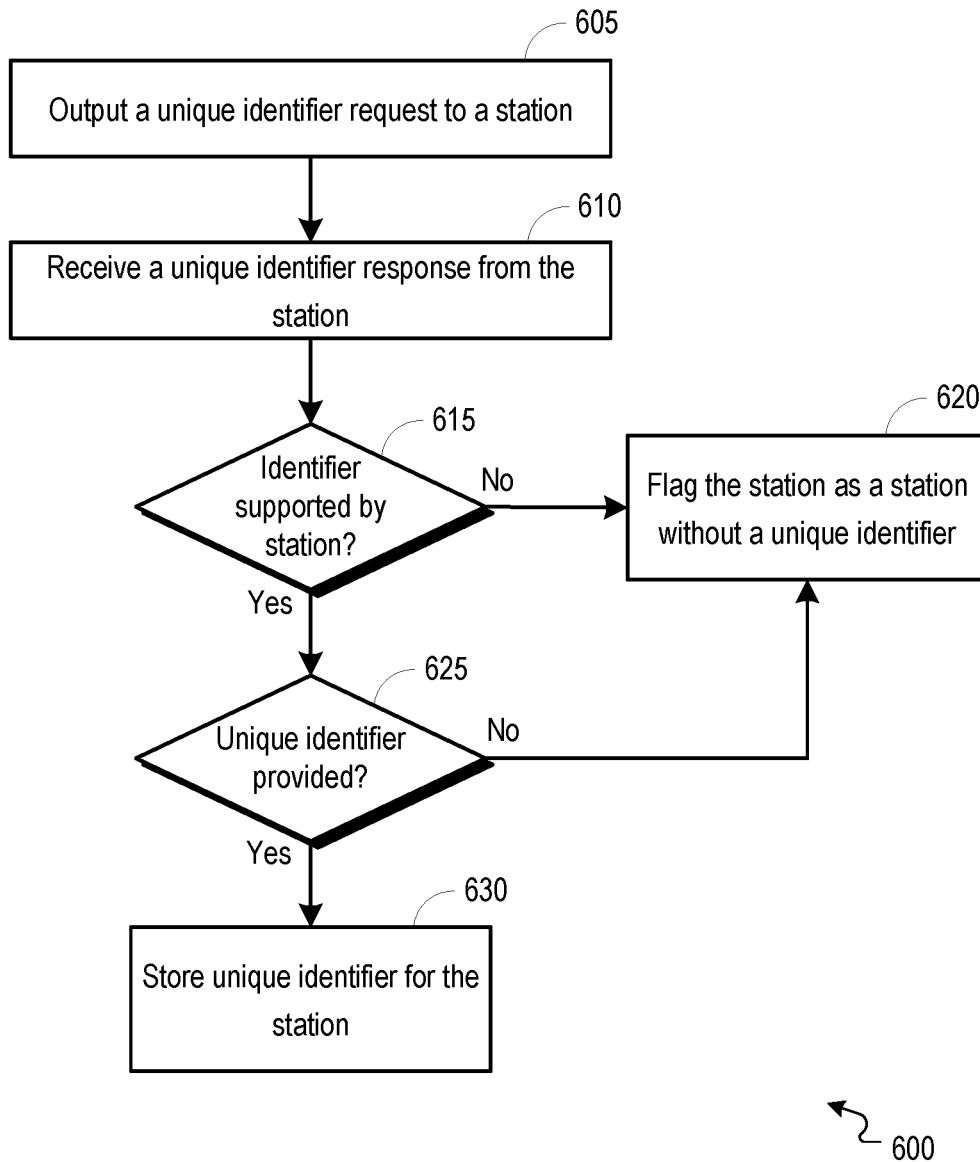 605
Output a unique identifier request to a station
610
Receive a unique identifier response from the
station
615
Identifier
supported by
station?
No
620
Flag the station as a station
without a unique identifier
Yes
625
Unique identifier
provided?
No
Yes
630
Store unique identifier for the
station
600